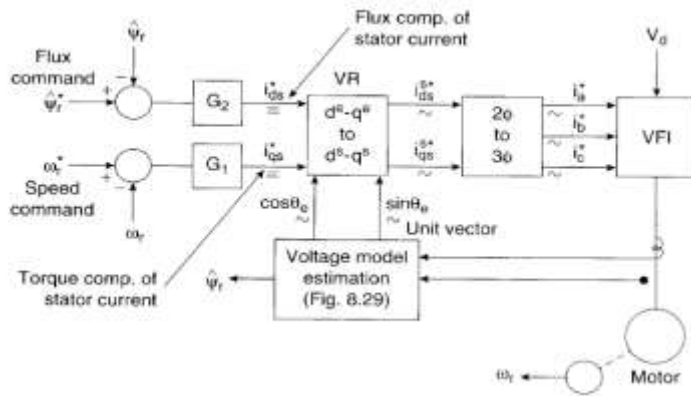 ψ̂r
Flux comp. of
stator current
Vd
Flux
command
ψ̂r*
+
−
G2
i*ds
=
VR
de-qe
to
ds-qs
is*ds
~
2φ
to
3φ
i*a
~
i*b
~
i*c
~
VFI
ωr*
+
−
Speed
command
G1
i*qs
=
is*qs
~
ωr
cosθe
~
sinθe
~
Unit vector
Torque comp. of
stator current
ψ̂r
Voltage model
estimation
(Fig. 8.29)
ωr
Motor